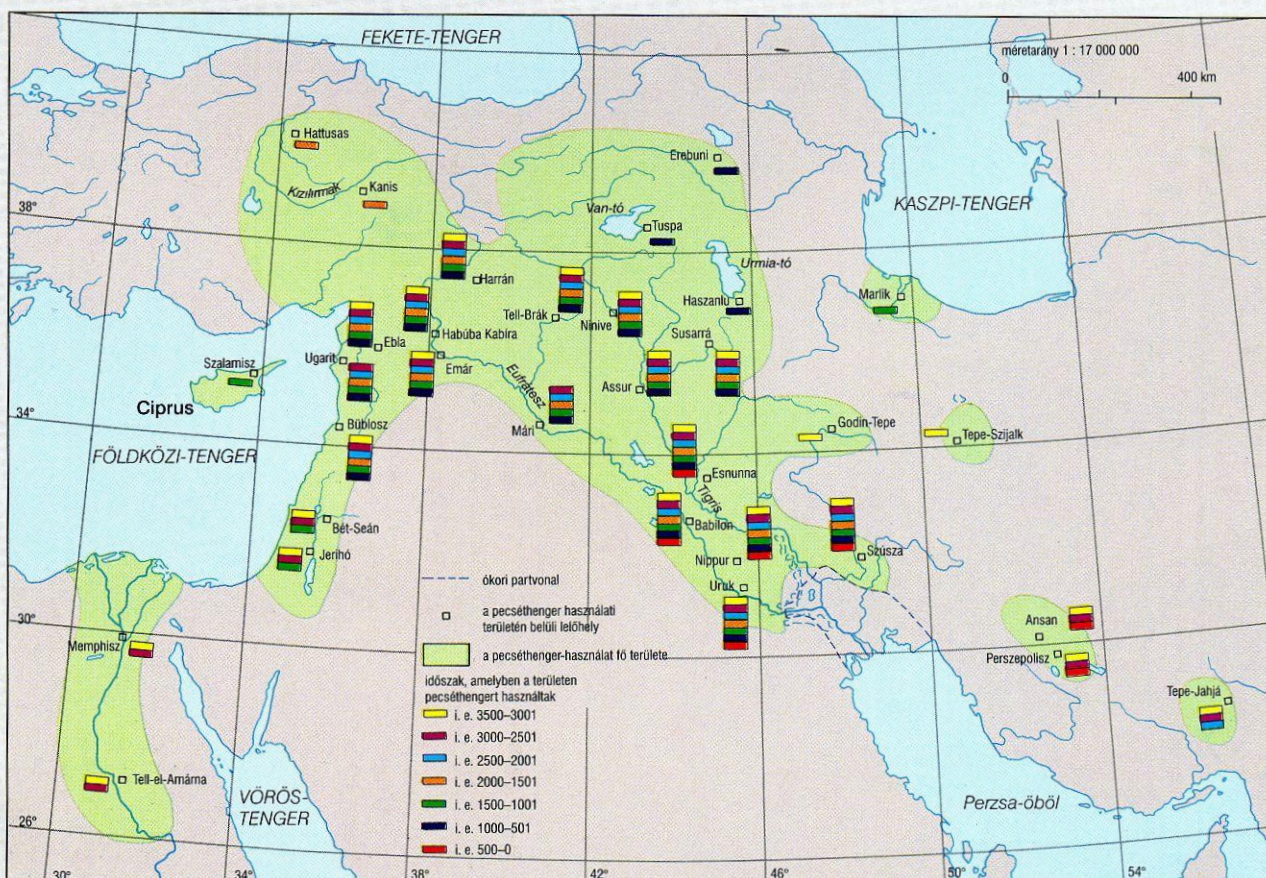 FEKETE-TENGER
méretarány 1 : 17 000 000
0 400 km
Hattusas
Erebuni
Kizilirmak
Kanis
KASZPI-TENGER
38°
Van-tó
Tuspa
Urmia-tó
Harrán
Marlik
Haszanlu
Tell-Brák
Ninive
Habúba Kabíra
Susarrá
Ebla
Ugarit
Szalamisz
Emár
Eufrátesz
Assur
Ciprus
34°
Büblosz
Mári
Godin-Tepe
Tepe-Szijalk
FÖLDKÖZI-TENGER
Esnunna
Tigris
Bét-Seán
Babilon
Jerihó
Nippur
Szúsza
Uruk
ókori partvonal
a pecséthenger használati
területén belüli lelőhely
30°
Memphisz
Ansan
Perszepolisz
a pecséthenger-használat fő területe
időszak, amelyben a területen
pecséthengert használtak
Tepe-Jahjá
i. e. 3500–3001
i. e. 3000–2501
i. e. 2500–2001
Tell-el-Amárna
i. e. 2000–1501
VÖRÖS-
TENGER
i. e. 1500–1001
Perzsa-öböl
26°
i. e. 1000–501
i. e. 500–0
30° 34° 38° 42° 46° 50° 54°